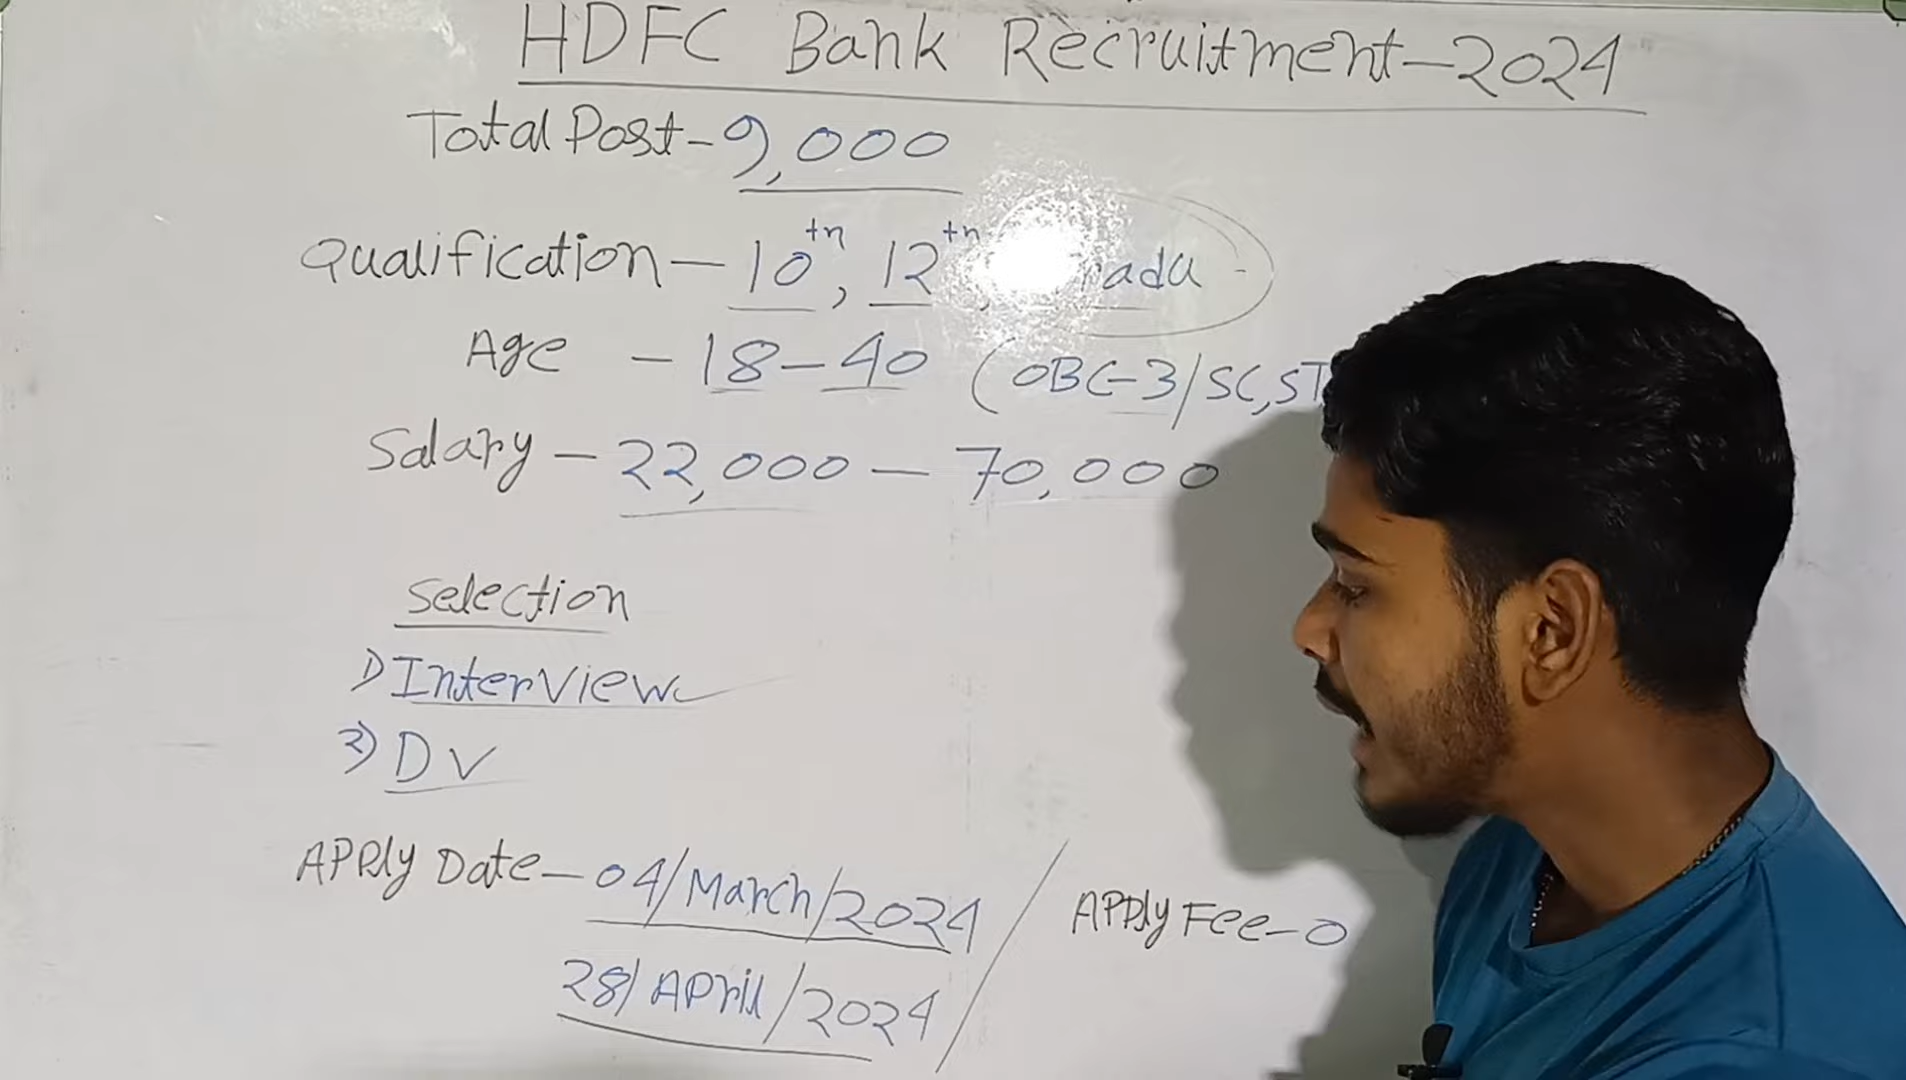 HDFC Bank Recruitment-2024
Total Post-9,000
Qualification-10th, 12th,
Age -18-40 (OBC-3/SC,ST
Salary-22,000-70,000
Selection
1) Interview
2) DV
Apply Date-04/March/2024 / Apply Fee-0
28/April/2024